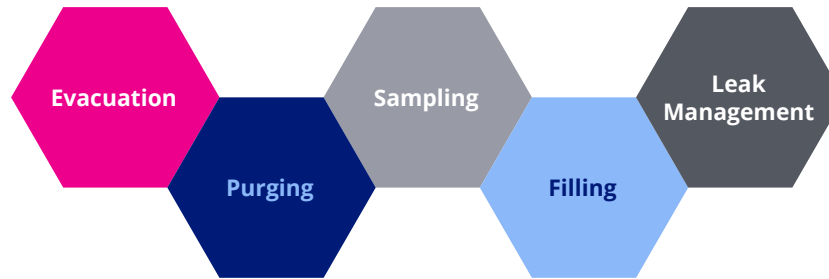 Evacuation
Purging
Sampling
Filling
Leak
Management